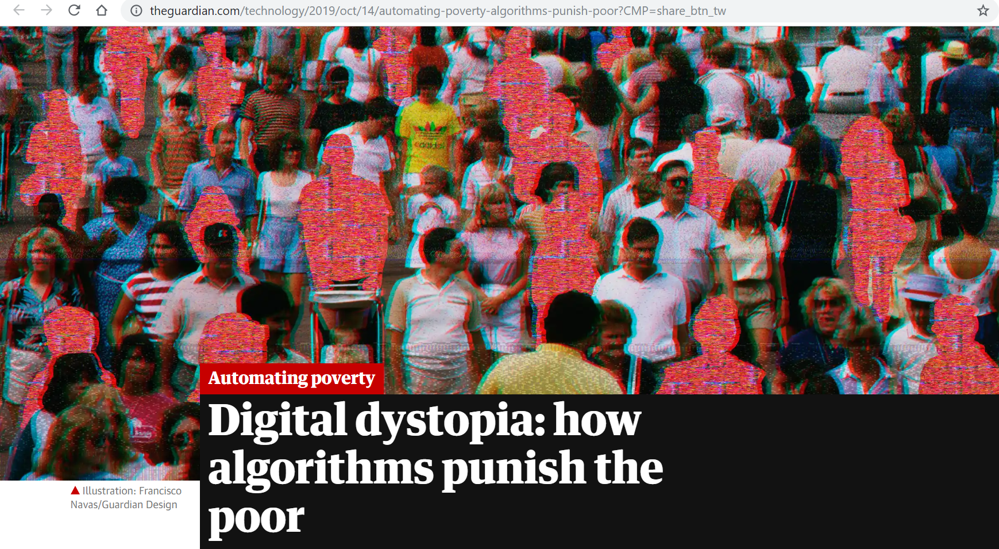 theguardian.com/technology/2019/oct/14/automating-poverty-algorithms-punish-poor?CMP=share_btn_tw
adidas
Automating poverty
Digital dystopia: how
algorithms punish the
poor
Illustration: Francisco
Navas/Guardian Design